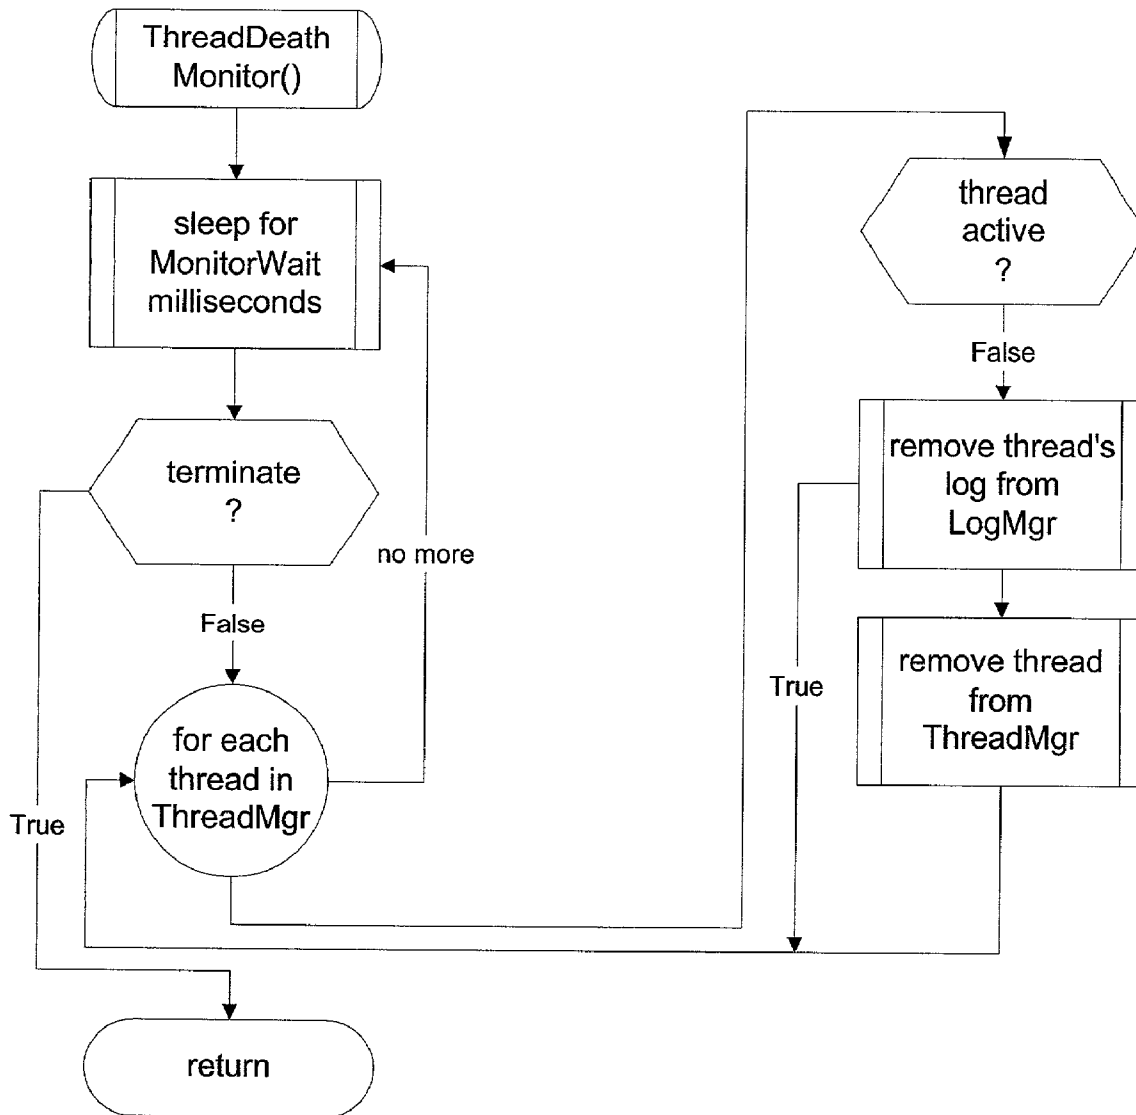 ThreadDeath
Monitor()
sleep for
MonitorWait
milliseconds
terminate
?
no more
False
for each
thread in
ThreadMgr
True
return
thread
active
?
False
remove thread's
log from
LogMgr
True
remove thread
from
ThreadMgr